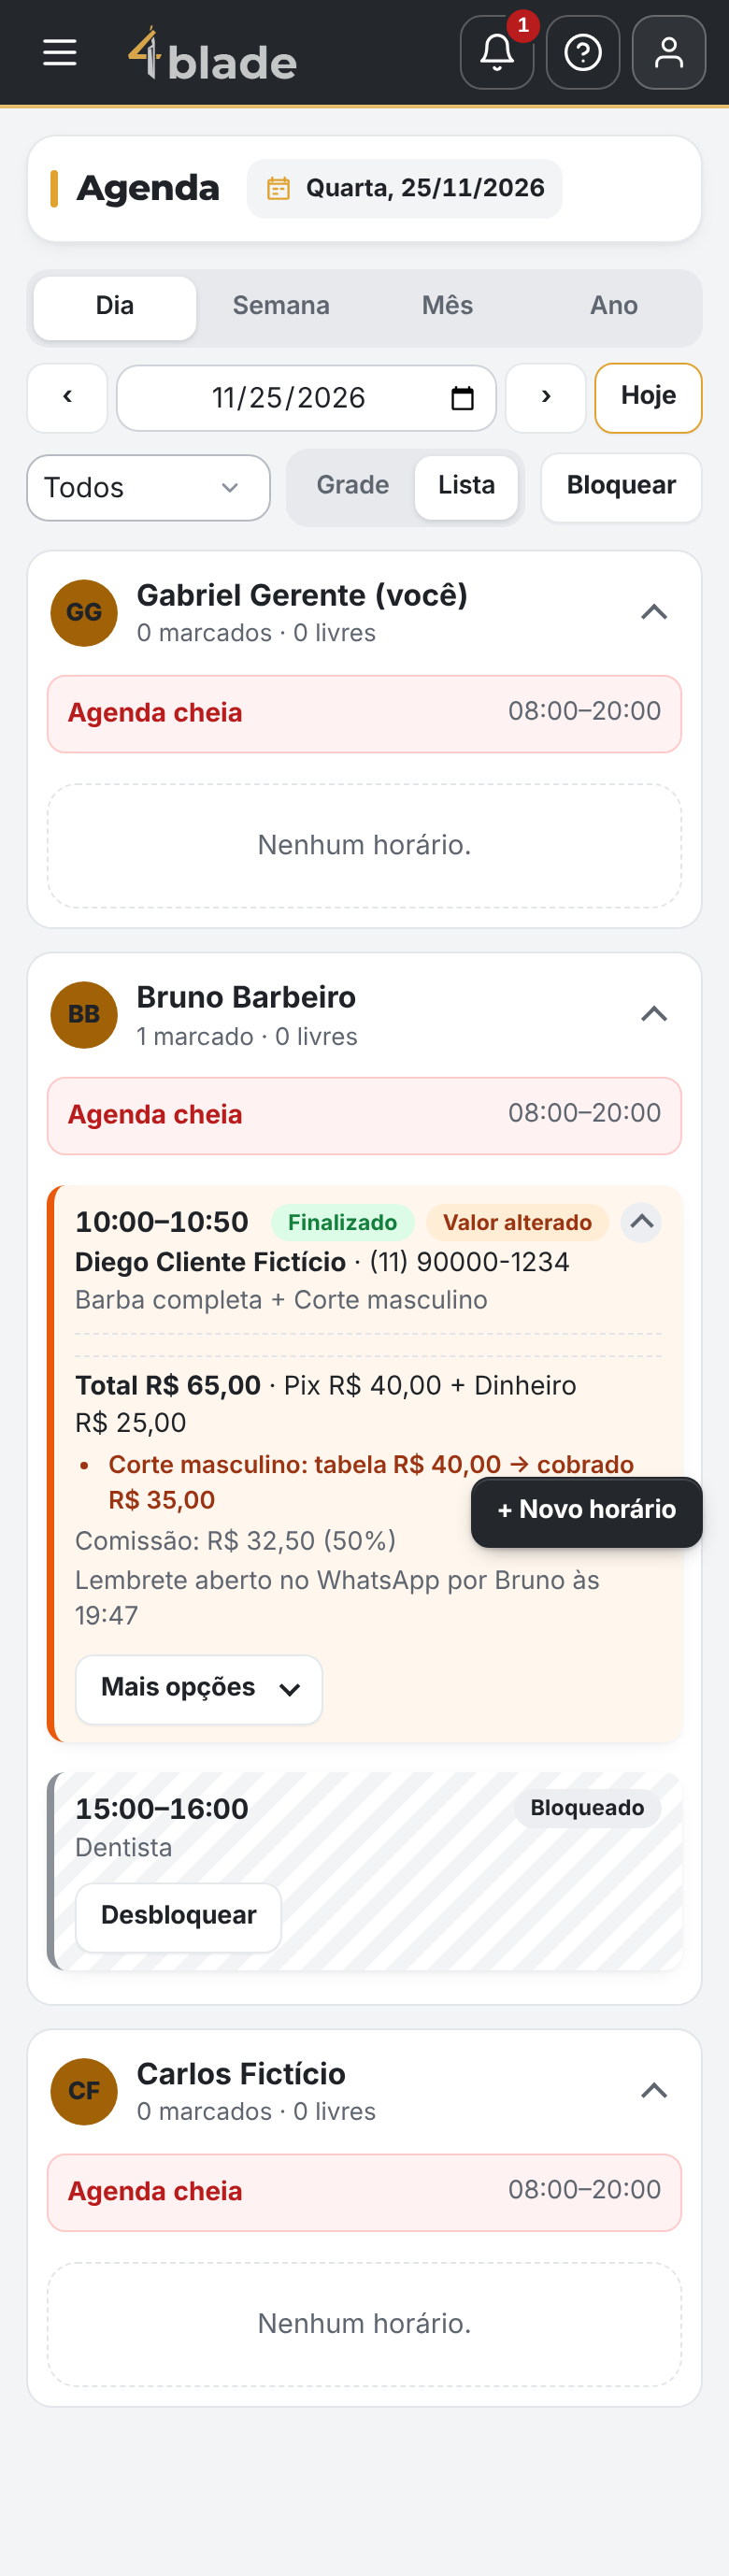 4blade
1
Agenda
Quarta, 25/11/2026
Dia Semana Mês Ano
‹ 11/25/2026 › Hoje
Todos Grade Lista Bloquear
GG Gabriel Gerente (você)
0 marcados · 0 livres
Agenda cheia 08:00–20:00
Nenhum horário.
BB Bruno Barbeiro
1 marcado · 0 livres
Agenda cheia 08:00–20:00
10:00–10:50 Finalizado Valor alterado
Diego Cliente Fictício · (11) 90000-1234
Barba completa + Corte masculino
Total R$ 65,00 · Pix R$ 40,00 + Dinheiro
R$ 25,00
• Corte masculino: tabela R$ 40,00 → cobrado
R$ 35,00
+ Novo horário
Comissão: R$ 32,50 (50%)
Lembrete aberto no WhatsApp por Bruno às
19:47
Mais opções
15:00–16:00 Bloqueado
Dentista
Desbloquear
CF Carlos Fictício
0 marcados · 0 livres
Agenda cheia 08:00–20:00
Nenhum horário.